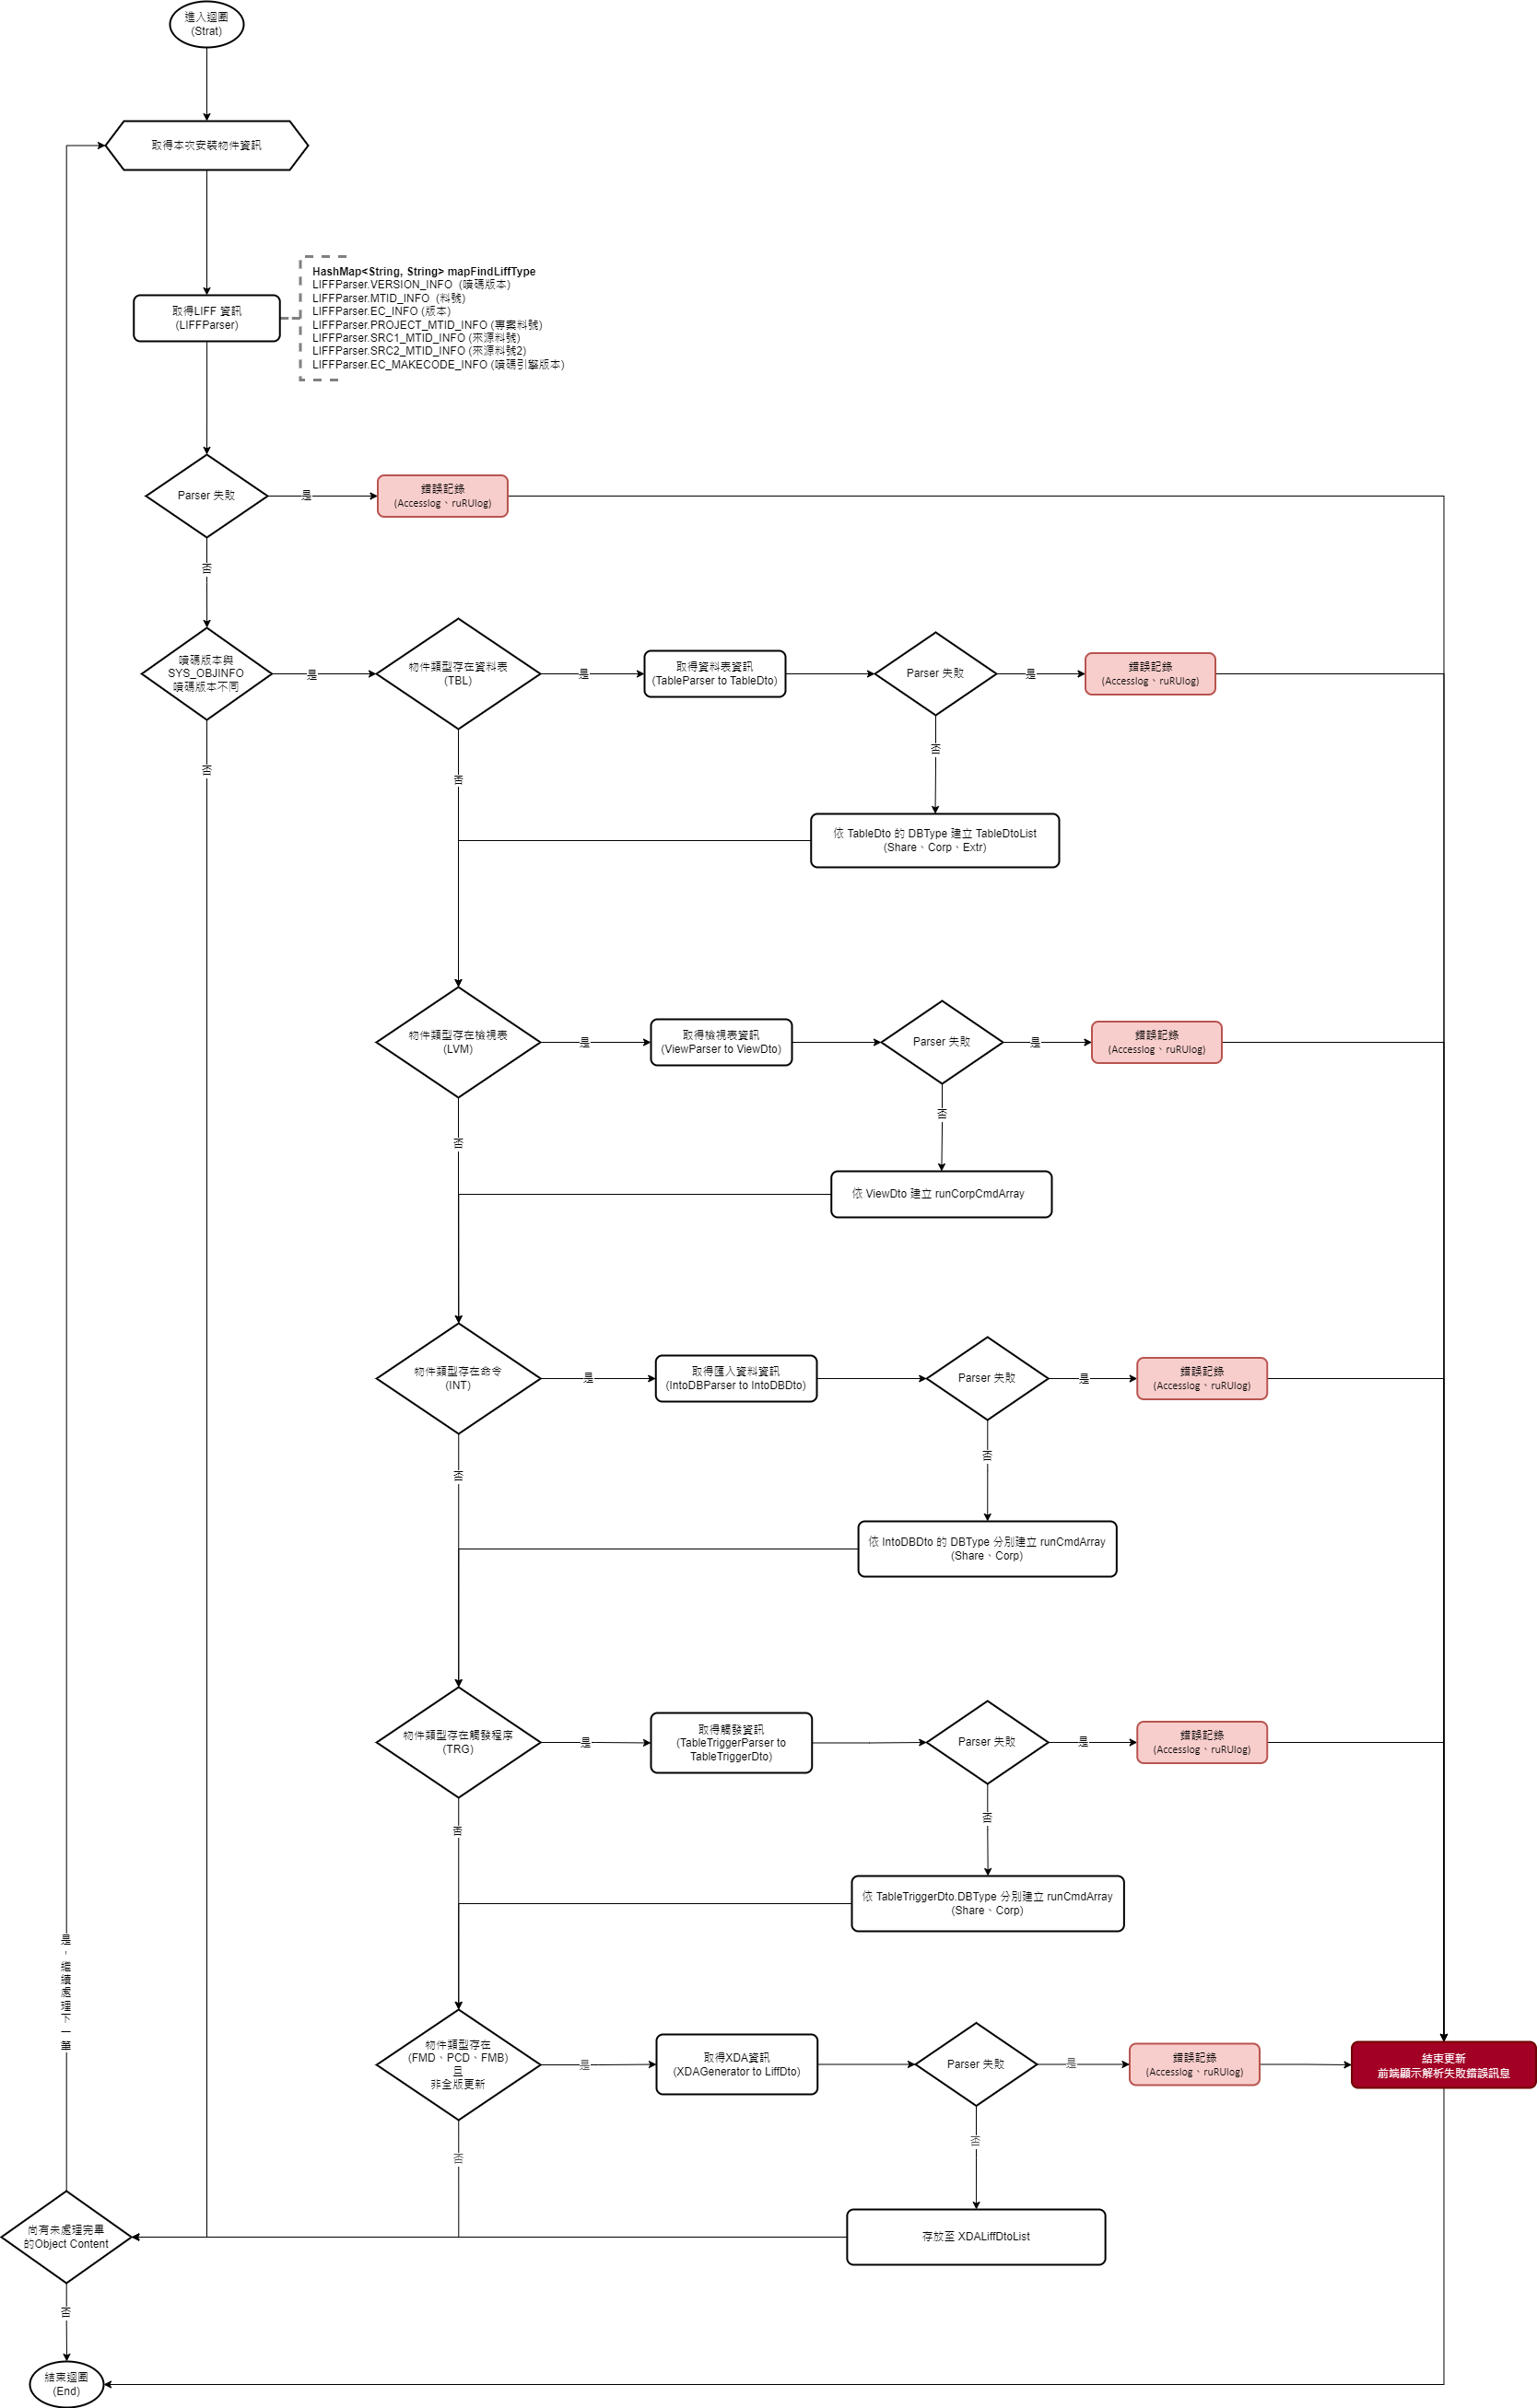 進入迴圈
(Strat)
取得本次安裝物件資訊
HashMap<String, String> mapFindLiffType
LIFFParser.VERSION_INFO (噴碼版本)
LIFFParser.MTID_INFO (料號)
LIFFParser.EC_INFO (版本)
LIFFParser.PROJECT_MTID_INFO (專案料號)
LIFFParser.SRC1_MTID_INFO (來源料號)
LIFFParser.SRC2_MTID_INFO (來源料號2)
LIFFParser.EC_MAKECODE_INFO (噴碼引擎版本)
取得LIFF 資訊
(LIFFParser)
Parser 失敗
是
錯誤記錄
(Accesslog、ruRUlog)
否
噴碼版本與
SYS_OBJINFO
噴碼版本不同
是
物件類型存在資料表
(TBL)
是
取得資料表資訊
(TableParser to TableDto)
Parser 失敗
是
錯誤記錄
(Accesslog、ruRUlog)
否
否
否
依 TableDto 的 DBType 建立 TableDtoList
(Share、Corp、Extr)
物件類型存在檢視表
(LVM)
是
取得檢視表資訊
(ViewParser to ViewDto)
Parser 失敗
是
錯誤記錄
(Accesslog、ruRUlog)
否
否
依 ViewDto 建立 runCorpCmdArray
物件類型存在命令
(INT)
是
取得匯入資料資訊
(IntoDBParser to IntoDBDto)
Parser 失敗
是
錯誤記錄
(Accesslog、ruRUlog)
否
否
依 IntoDBDto 的 DBType 分別建立 runCmdArray
(Share、Corp)
物件類型存在觸發程序
(TRG)
是
取得觸發資訊
(TableTriggerParser to
TableTriggerDto)
Parser 失敗
是
錯誤記錄
(Accesslog、ruRUlog)
否
否
依 TableTriggerDto.DBType 分別建立 runCmdArray
(Share、Corp)
是，繼續處理下一筆
物件類型存在
(FMD、PCD、FMB)
且
非全版更新
是
取得XDA資訊
(XDAGenerator to LiffDto)
Parser 失敗
是
錯誤記錄
(Accesslog、ruRUlog)
結束更新
前端顯示解析失敗錯誤訊息
否
否
尚有未處理完畢
的Object Content
存放至 XDALiffDtoList
否
結束迴圈
(End)